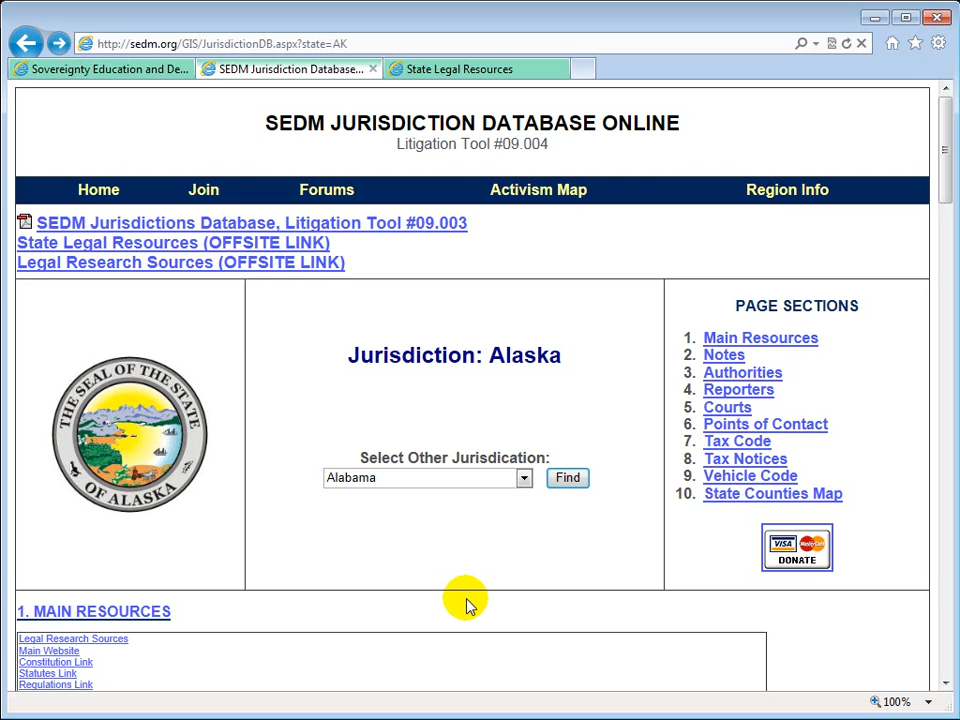 http://sedm.org/GIS/JurisdictionDB.aspx?state=AK
Sovereignty Education and De...
SEDM Jurisdiction Database...
State Legal Resources
SEDM JURISDICTION DATABASE ONLINE
Litigation Tool #09.004
Home Join Forums Activism Map Region Info
SEDM Jurisdictions Database, Litigation Tool #09.003
State Legal Resources (OFFSITE LINK)
Legal Research Sources (OFFSITE LINK)
THE SEAL OF THE STATE OF ALASKA
Jurisdiction: Alaska
Select Other Jurisdication:
Alabama Find
PAGE SECTIONS
1. Main Resources
2. Notes
3. Authorities
4. Reporters
5. Courts
6. Points of Contact
7. Tax Code
8. Tax Notices
9. Vehicle Code
10. State Counties Map
VISA MasterCard
DONATE
1. MAIN RESOURCES
Legal Research Sources
Main Website
Constitution Link
Statutes Link
Regulations Link
100%